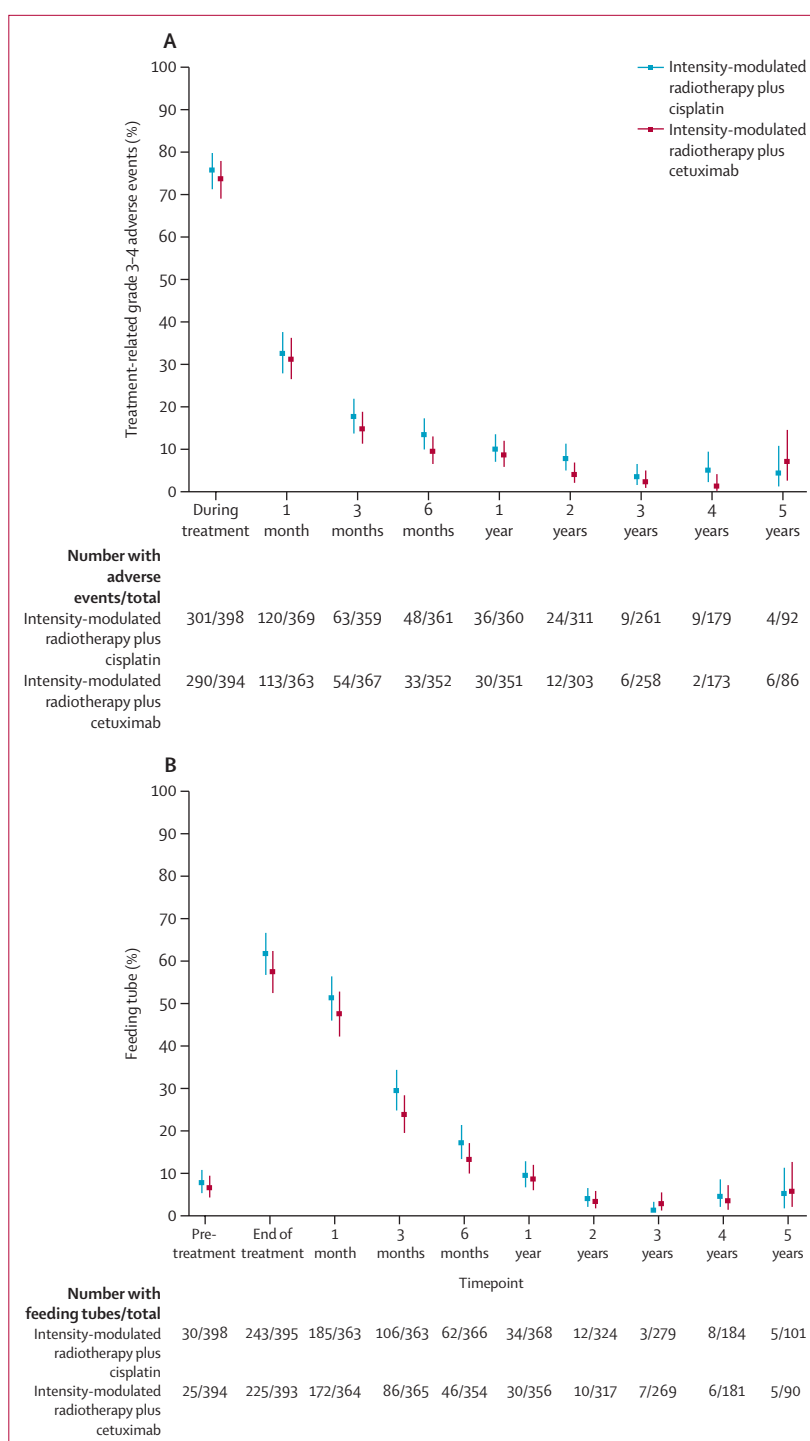 A
100
90
80
70
60
50
40
30
20
10
0
Treatment-related grade 3–4 adverse events (%)
Intensity-modulated
radiotherapy plus
cisplatin
Intensity-modulated
radiotherapy plus
cetuximab
During
treatment
1
month
3
months
6
months
1
year
2
years
3
years
4
years
5
years
Number with
adverse
events/total
Intensity-modulated
radiotherapy plus
cisplatin
301/398 120/369 63/359 48/361 36/360 24/311 9/261 9/179 4/92
Intensity-modulated
radiotherapy plus
cetuximab
290/394 113/363 54/367 33/352 30/351 12/303 6/258 2/173 6/86
B
100
90
80
70
60
50
40
30
20
10
0
Feeding tube (%)
Pre-
treatment
End of
treatment
1
month
3
months
6
months
1
year
2
years
3
years
4
years
5
years
Timepoint
Number with
feeding tubes/total
Intensity-modulated
radiotherapy plus
cisplatin
30/398 243/395 185/363 106/363 62/366 34/368 12/324 3/279 8/184 5/101
Intensity-modulated
radiotherapy plus
cetuximab
25/394 225/393 172/364 86/365 46/354 30/356 10/317 7/269 6/181 5/90